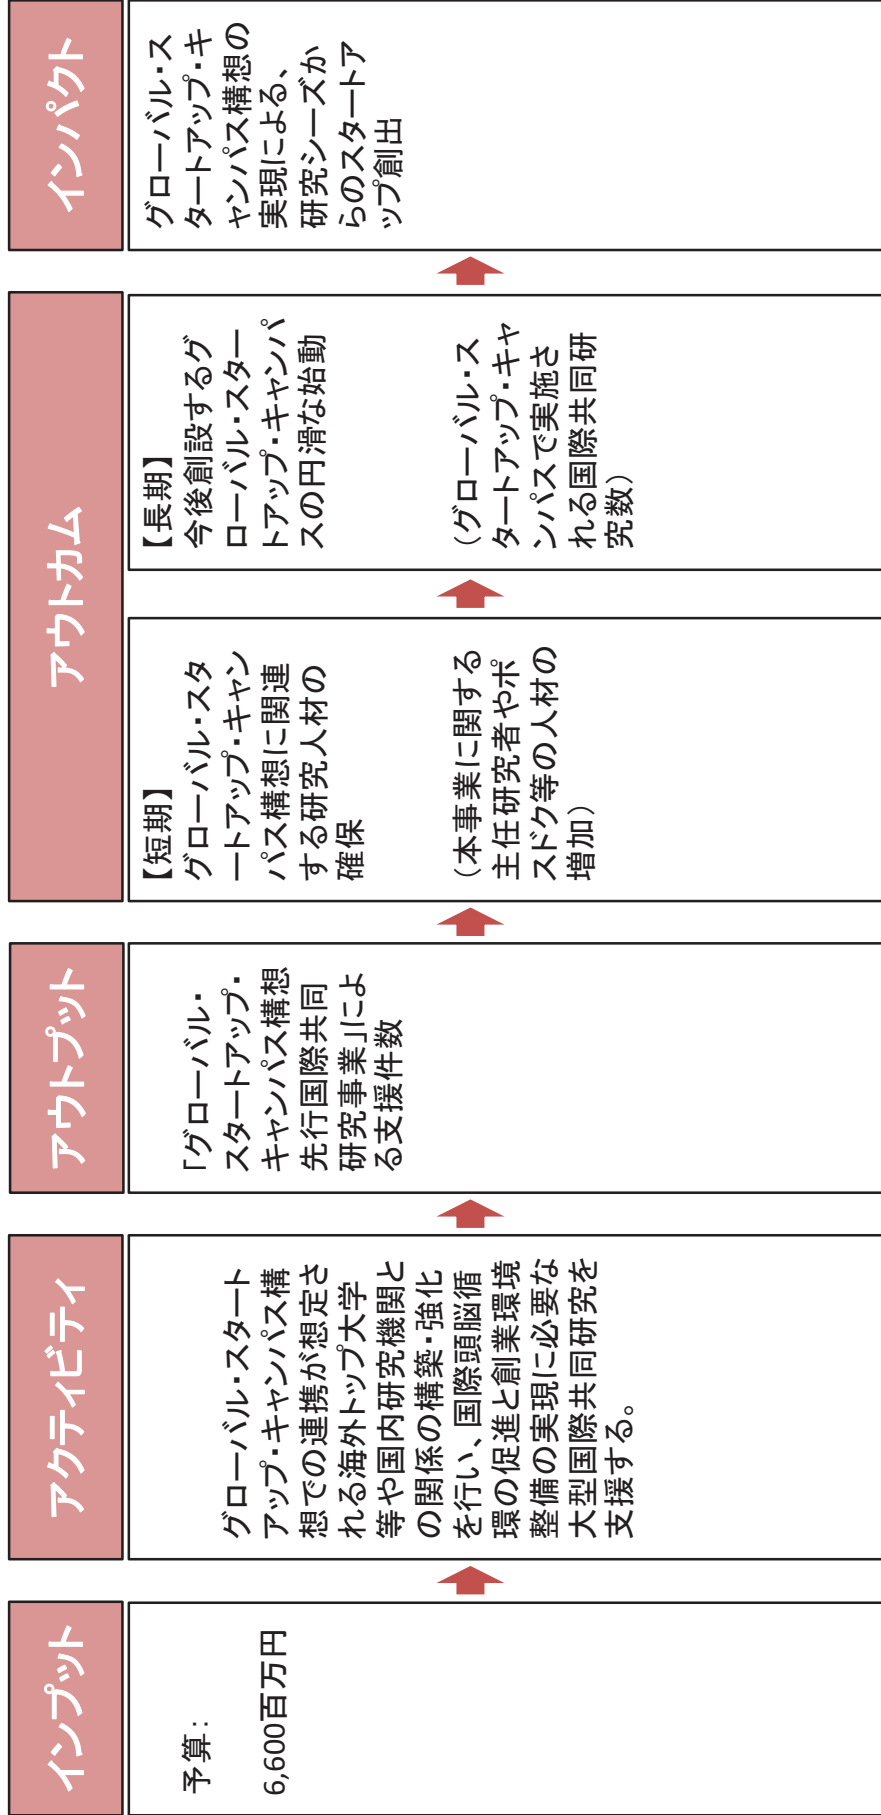 インプット
予算：
6,600百万円
アクティビティ
グローバル・スタート
アップ・キャンパス構
想での連携が想定さ
れる海外トップ大学
等や国内研究機関と
の関係の構築・強化
を行い、国際頭脳循
環の促進と創業環境
整備の実現に必要な
大型国際共同研究を
支援する。
アウトプット
「グローバル・
スタートアップ・
キャンパス構想
先行国際共同
研究事業」によ
る支援件数
アウトカム
【短期】
グローバル・スタ
ートアップ・キャン
パス構想に関連
する研究人材の
確保
（本事業に関する
主任研究者やポ
スドク等の人材の
増加）
【長期】
今後創設するグ
ローバル・スター
トアップ・キャンパ
スの円滑な始動
（グローバル・ス
タートアップ・キャ
ンパスで実施さ
れる国際共同研
究数）
インパクト
グローバル・ス
タートアップ・キ
ャンパス構想の
実現による、
研究シーズか
らのスタートア
ップ創出